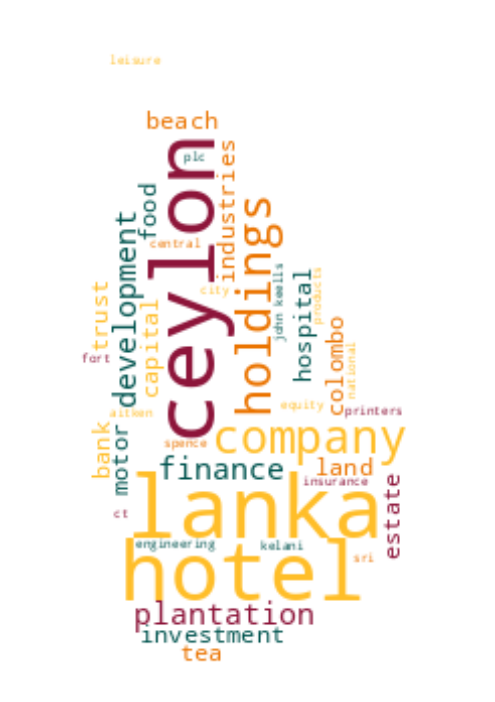 leisure
beach
plc
ceylon
industries
food
holdings
development
central
john keells
hospital
products
city
trust
capital
colombo
national
fort
equity
aitken
printers
company
bank
motor
spence
finance
land
insurance
lanka
estate
ct
engineering
kelani
sri
hotel
plantation
investment
tea